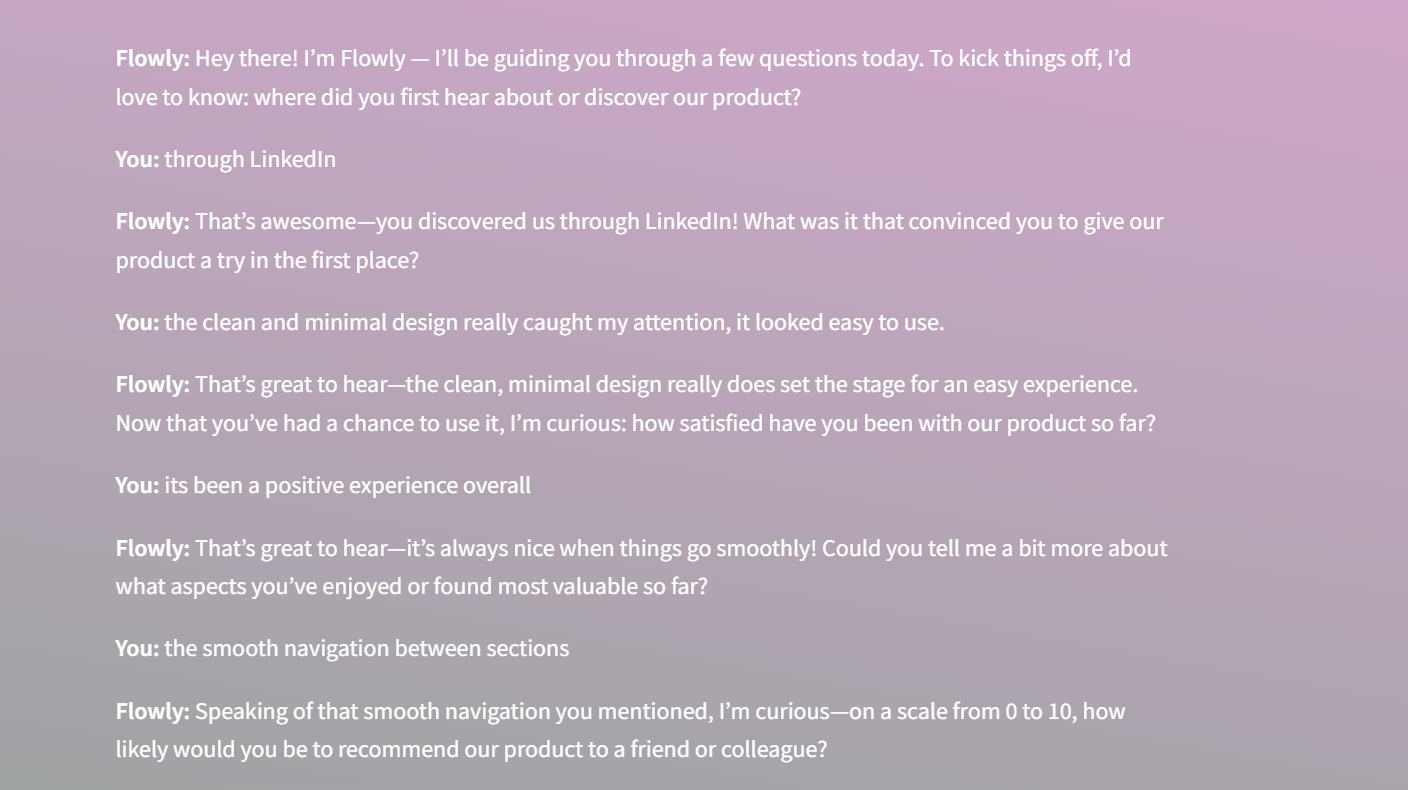 Flowly: Hey there! I’m Flowly — I’ll be guiding you through a few questions today. To kick things off, I’d
love to know: where did you first hear about or discover our product?
You: through LinkedIn
Flowly: That’s awesome—you discovered us through LinkedIn! What was it that convinced you to give our
product a try in the first place?
You: the clean and minimal design really caught my attention, it looked easy to use.
Flowly: That’s great to hear—the clean, minimal design really does set the stage for an easy experience.
Now that you’ve had a chance to use it, I’m curious: how satisfied have you been with our product so far?
You: its been a positive experience overall
Flowly: That’s great to hear—it’s always nice when things go smoothly! Could you tell me a bit more about
what aspects you’ve enjoyed or found most valuable so far?
You: the smooth navigation between sections
Flowly: Speaking of that smooth navigation you mentioned, I’m curious—on a scale from 0 to 10, how
likely would you be to recommend our product to a friend or colleague?